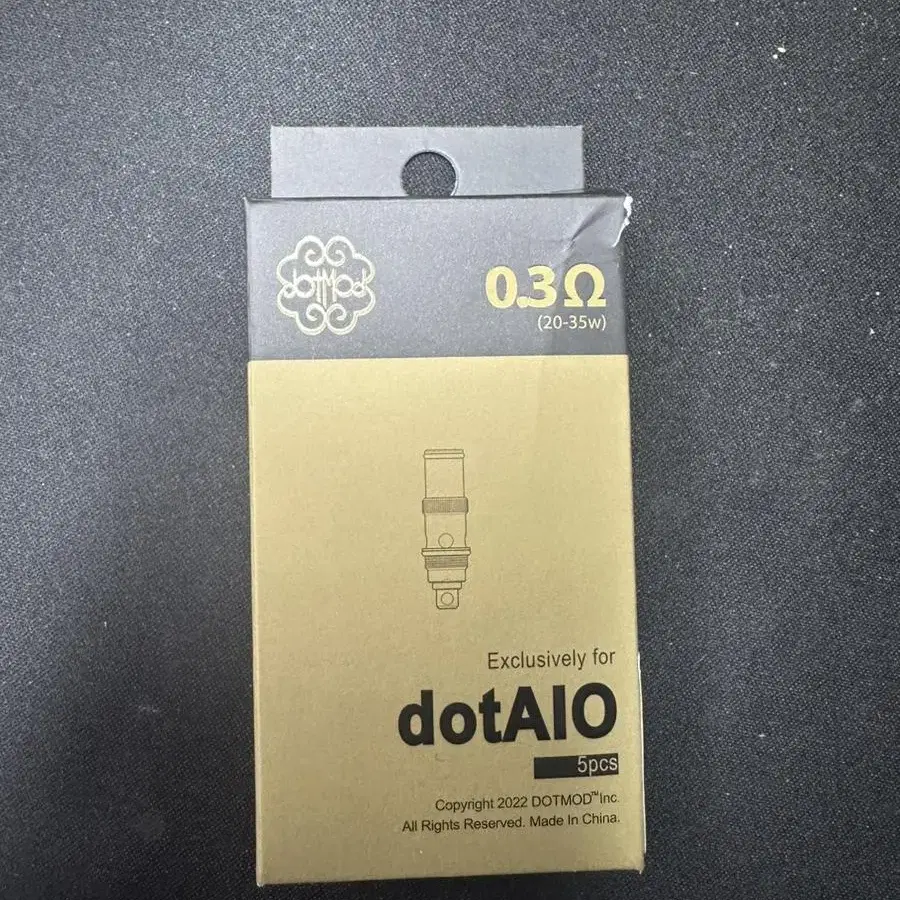 dotMod
0.3Ω
(20-35w)
Exclusively for
dotAIO
5pcs
Copyright 2022 DOTMOD™Inc.
All Rights Reserved. Made In China.